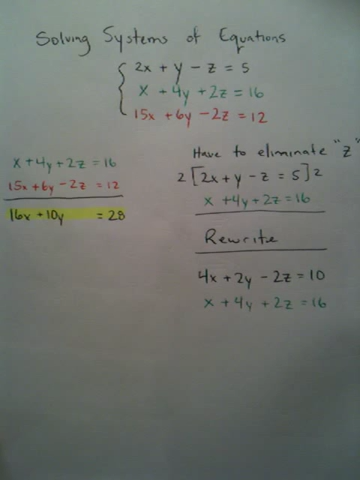 Solving Systems of Equations
2x + y - z = 5
x + 4y + 2z = 16
15x + 6y - 2z = 12
x + 4y + 2z = 16
15x + 6y - 2z = 12
16x + 10y = 28
Have to eliminate "z"
2 [2x + y - z = 5] 2
x + 4y + 2z = 16
Rewrite
4x + 2y - 2z = 10
x + 4y + 2z = 16